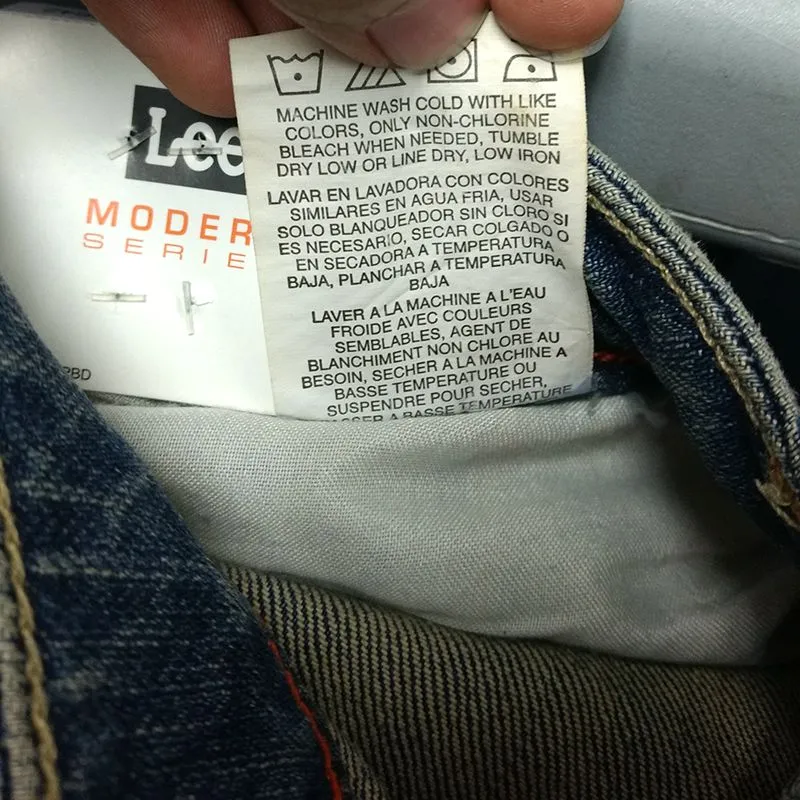 Lee
MODER
SERIE
PBD
MACHINE WASH COLD WITH LIKE
COLORS, ONLY NON-CHLORINE
BLEACH WHEN NEEDED, TUMBLE
DRY LOW OR LINE DRY, LOW IRON
LAVAR EN LAVADORA CON COLORES
SIMILARES EN AGUA FRIA, USAR
SOLO BLANQUEADOR SIN CLORO SI
ES NECESARIO, SECAR COLGADO O
EN SECADORA A TEMPERATURA
BAJA, PLANCHAR A TEMPERATURA
BAJA
LAVER A LA MACHINE A L'EAU
FROIDE AVEC COULEURS
SEMBLABLES, AGENT DE
BLANCHIMENT NON CHLORE AU
BESOIN, SECHER A LA MACHINE A
BASSE TEMPERATURE OU
SUSPENDRE POUR SECHER,
A BASSE TEMPERATURE